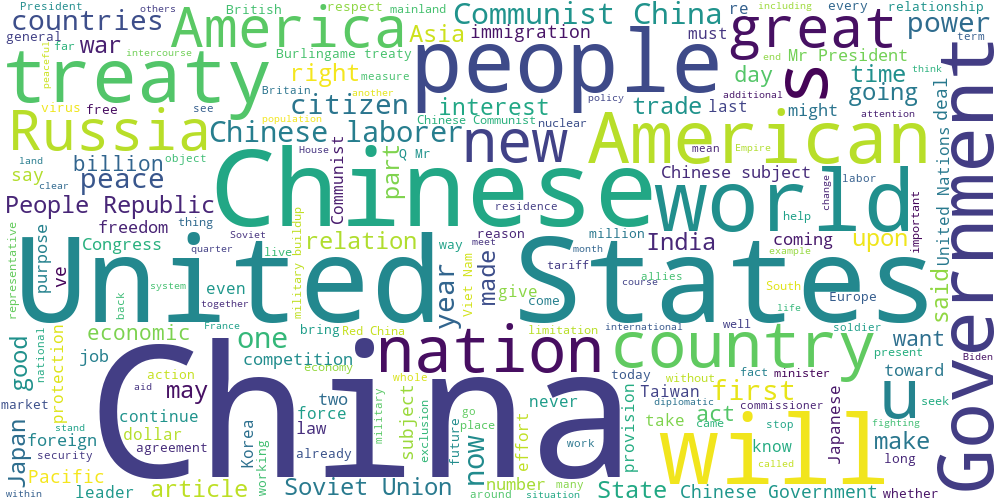 President
others
British
respect
mainland
Communist China
re
every
relationship
including
countries
America
Asia
immigration
great
power
term
general
far
intercourse
war
Burlingame treaty
must
Mr President
think
peaceful
treaty
right
measure
people
day
time
end
Britain
another
trade
last
s
additional
going
deal
virus
free
see
citizen
interest
policy
might
attention
population
Chinese Communist
nuclear
Russia
Chinese laborer
new
American
Government
land
object
House
Q Mr
mean
Empire
say
billion
part
Communist
Chinese
world
Chinese subject
change
labor
United Nations
clear
peace
People Republic
residence
help
important
freedom
thing
Soviet
reason
million
India
coming
upon
Congress
quarter
live
relation
way
meet
month
tariff
made
example
said
representative
purpose
ve
even
military buildup
year
Viet Nam
give
allies
South
Europe
back
system
together
United States
come
course
life
economic
France
bring
Red China
limitation
international
well
soldier
good
national
one
nation
country
want
job
competition
economy
today
fact
minister
present
Biden
protection
action
whole
without
Taiwan
toward
market
aid
may
China
two
never
first
commissioner
u
seek
continue
force
military
subject
exclusion
go
place
provision
take
act
diplomatic
came
stop
will
Japanese
fighting
stand
dollar
law
future
effort
work
know
make
Japan
foreign
agreement
Korea
already
now
security
working
called
long
Pacific
article
number
many
within
leader
Soviet Union
around
situation
State
Chinese Government
whether